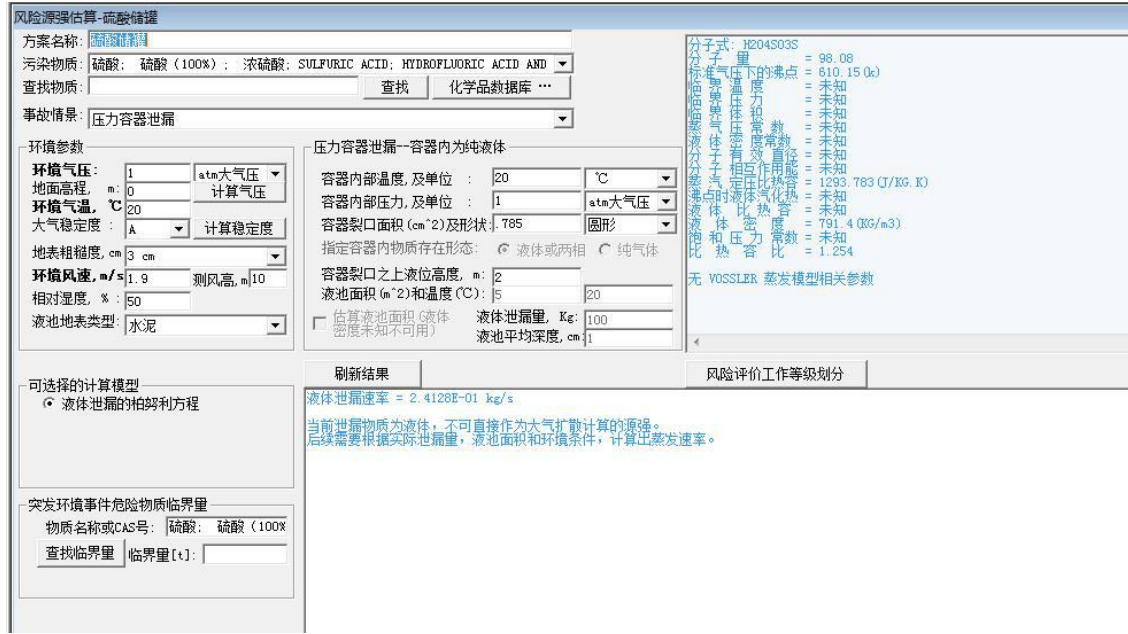 风险源强估算-硫酸储罐
方案名称: 硫酸储罐
污染物质: 硫酸; 硫酸 (100%) ; 浓硫酸; SULFURIC ACID; HYDROFLUORIC ACID AND
查找物质: 查找 化学品数据库 …
事故情景: 压力容器泄漏
环境参数
环境气压: 1 atm大气压
地面高程, m: 0 计算气压
环境气温, ℃ 20
大气稳定度 : A 计算稳定度
地表粗糙度, cm 3 cm
环境风速, m/s 1.9 测风高, m 10
相对湿度, % : 50
液池地表类型: 水泥
压力容器泄漏--容器内为纯液体
容器内部温度, 及单位 : 20 ℃
容器内部压力, 及单位 : 1 atm大气压
容器裂口面积(cm^2)及形状: .785 圆形
指定容器内物质存在形态: 液体或两相 纯气体
容器裂口之上液位高度, m: 2
液池面积(m^2)和温度(℃): 5 20
估算液池面积(液体密度未知不可用) 液体泄漏量, Kg: 100
液池平均深度, cm: 1
分子式: H2O4S03S
分 子 量 = 98.08
标准气压下的沸点 = 610.15(k)
临 界 温 度 = 未知
临 界 压 力 = 未知
临 界 体 积 = 未知
蒸 气 压 常 数 = 未知
液 体 密 度常数 = 未知
分 子 有 效 直径 = 未知
分 子 相互作用能 = 未知
蒸 汽 定压比热容 = 1293.783(J/KG.K)
沸点时液体汽化热 = 未知
液 体 比 热 容 = 未知
液 体 密 度 = 791.4(KG/m3)
饱 和 压 力 常数 = 未知
比 热 容 比 = 1.254
无 VOSSLER 蒸发模型相关参数
刷新结果 风险评价工作等级划分
可选择的计算模型
液体泄漏的柏努利方程
液体泄漏速率 = 2.4128E-01 kg/s
当前泄漏物质为液体，不可直接作为大气扩散计算的源强。
后续需要根据实际泄漏量，液池面积和环境条件，计算出蒸发速率。
突发环境事件危险物质临界量
物质名称或CAS号: 硫酸; 硫酸 (100%
查找临界量 临界量[t]: